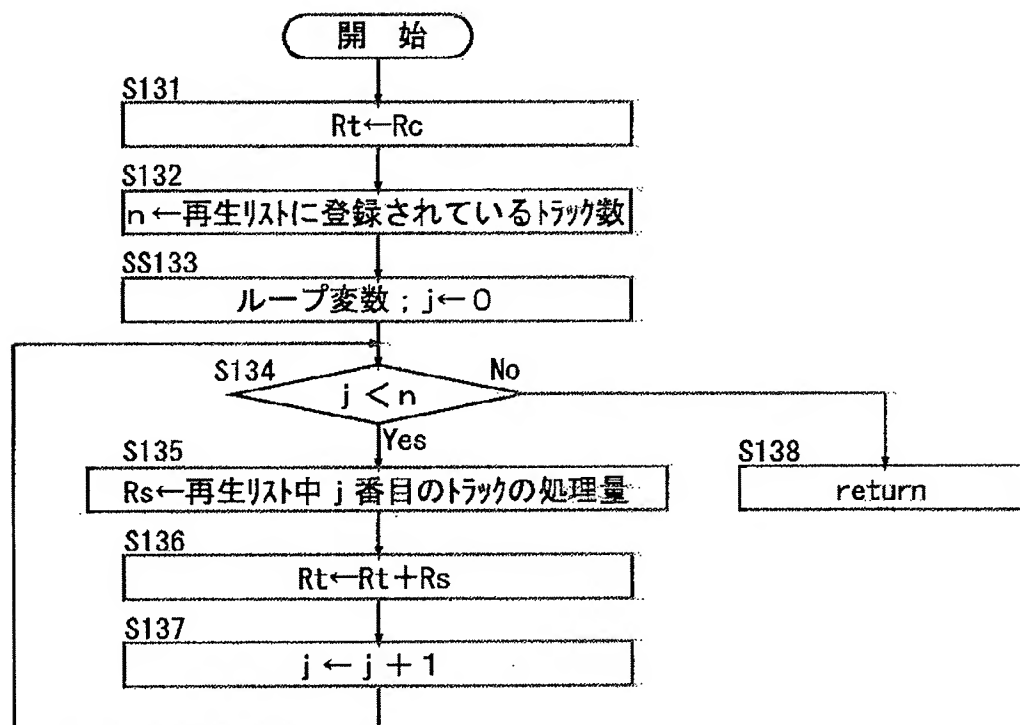 開 始
S131
Rt←Rc
S132
n←再生リストに登録されているトラック数
SS133
ループ変数；j←0
S134
j＜n
No
Yes
S135
Rs←再生リスト中j番目のトラックの処理量
S138
return
S136
Rt←Rt＋Rs
S137
j←j＋1